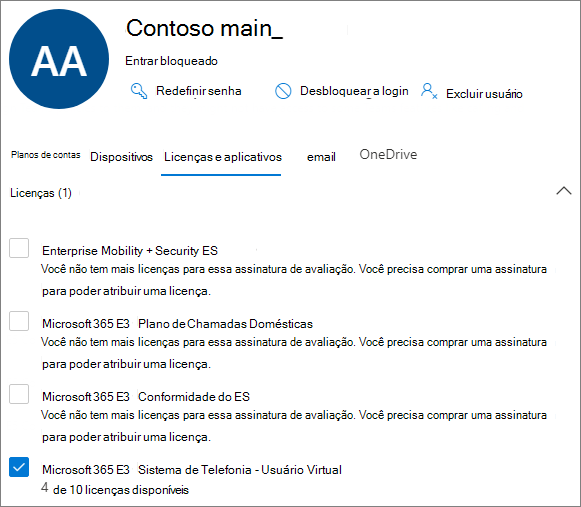 AA
Contoso main_
Entrar bloqueado
Redefinir senha Desbloquear a login Excluir usuário
Planos de contas Dispositivos Licenças e aplicativos email OneDrive
Licenças (1)
Enterprise Mobility + Security ES
Você não tem mais licenças para essa assinatura de avaliação. Você precisa comprar uma assinatura
para poder atribuir uma licença.
Microsoft 365 E3 Plano de Chamadas Domésticas
Você não tem mais licenças para essa assinatura de avaliação. Você precisa comprar uma assinatura
para poder atribuir uma licença.
Microsoft 365 E3 Conformidade do ES
Você não tem mais licenças para essa assinatura de avaliação. Você precisa comprar uma assinatura
para poder atribuir uma licença.
Microsoft 365 E3 Sistema de Telefonia - Usuário Virtual
4 de 10 licenças disponíveis